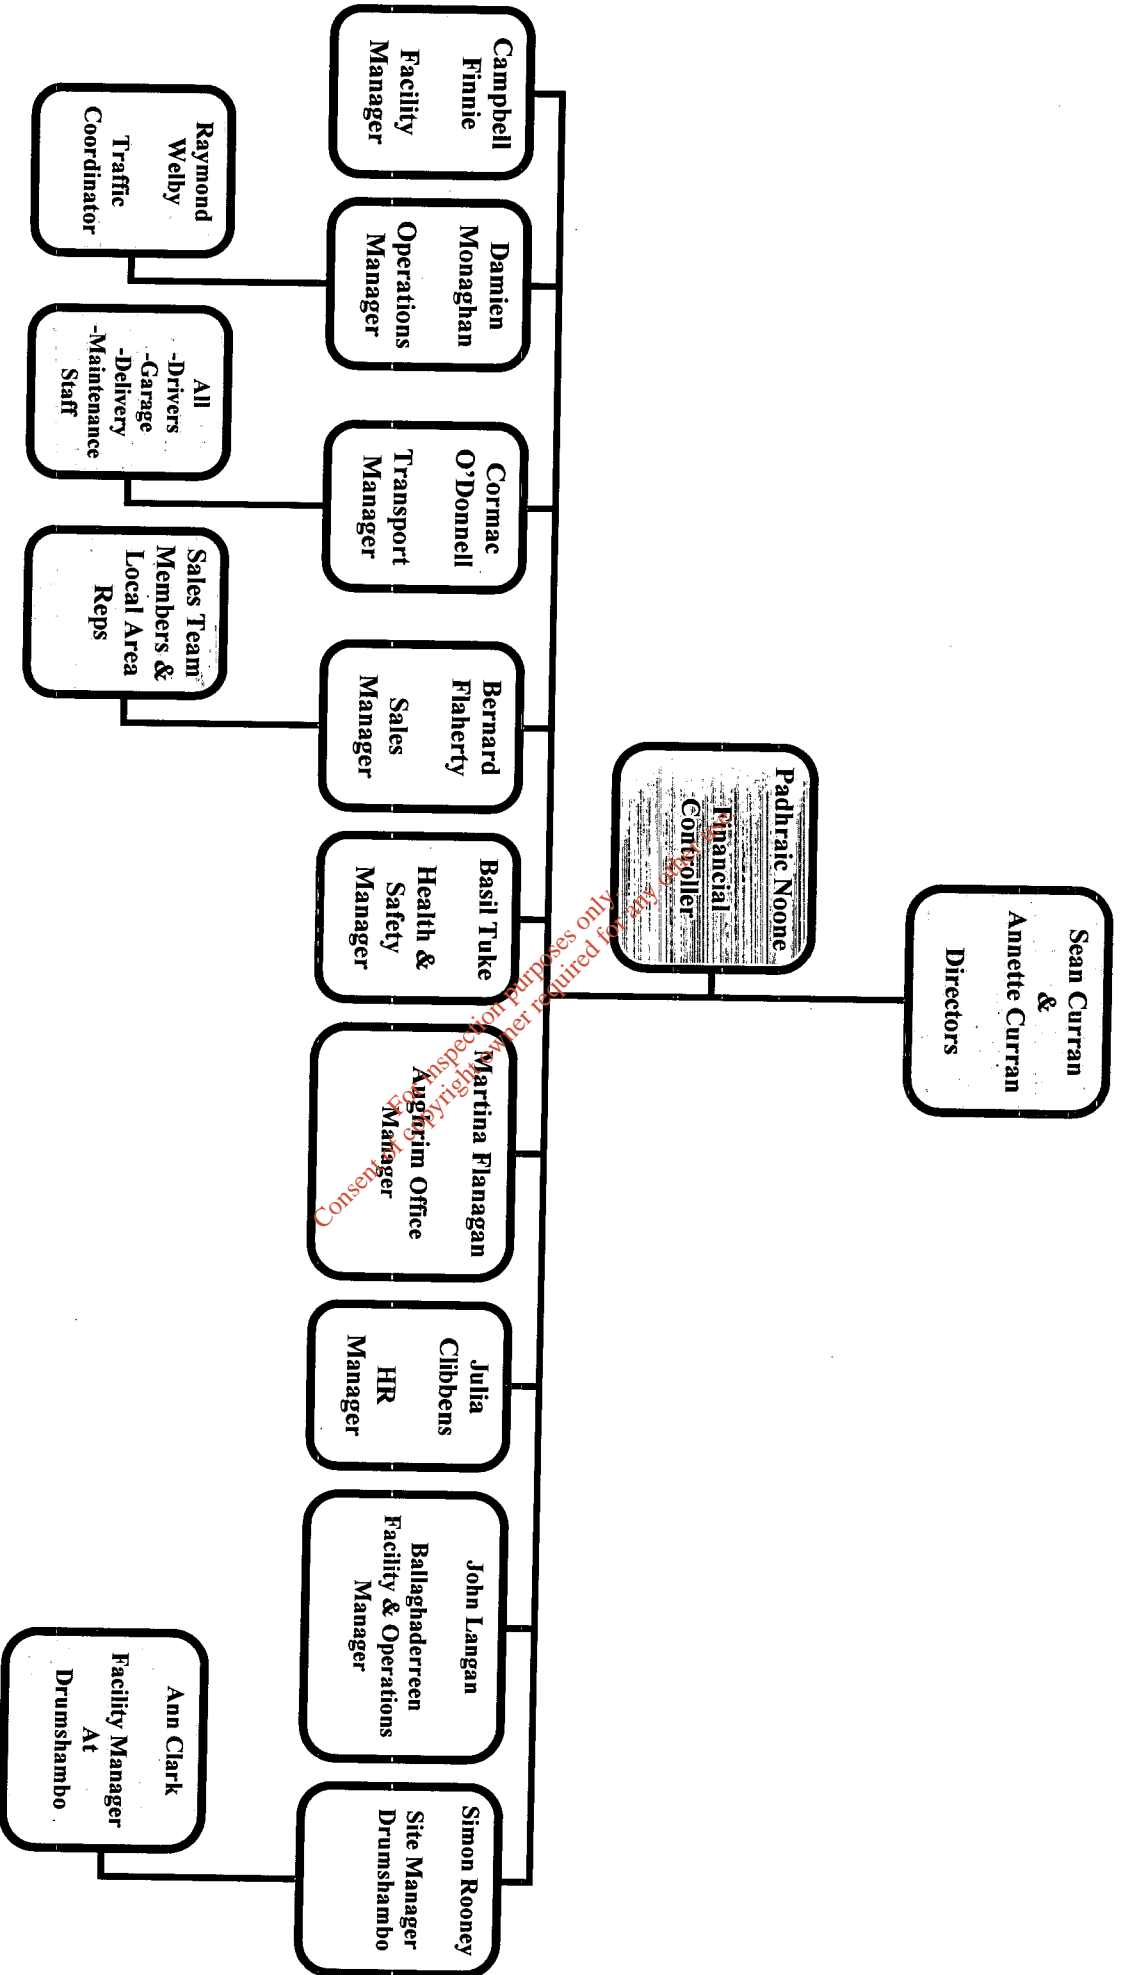 Sean Curran
&
Annette Curran
Directors
Padhraic Noone
Financial
Controller
Campbell
Finnie
Facility
Manager
Damien
Monaghan
Operations
Manager
Cormac
O'Donnell
Transport
Manager
Bernard
Flaherty
Sales
Manager
Basil Tuke
Health &
Safety
Manager
Martina Flanagan
Aughrim Office
Manager
Julia
Clibbens
HR
Manager
John Langan
Ballaghaderreen
Facility & Operations
Manager
Simon Rooney
Site Manager
Drumshambo
Raymond
Welby
Traffic
Coordinator
All
-Drivers
-Garage
-Delivery
-Maintenance
Staff
Sales Team
Members &
Local Area
Reps
Ann Clark
Facility Manager
At
Drumshambo
For inspection purposes only.
Consent of copyright owner required for any other use.